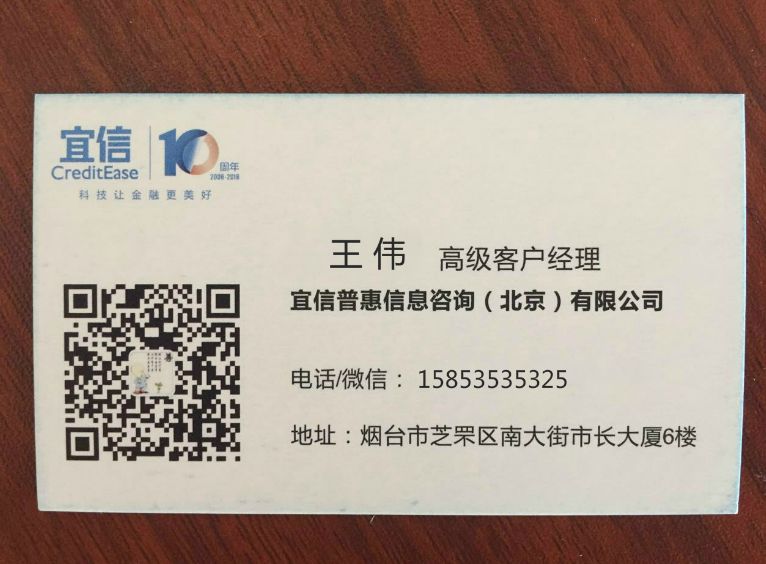 宜信
CreditEase
10周年
2006-2016
科技让金融更美好
王伟 高级客户经理
宜信普惠信息咨询（北京）有限公司
电话/微信：15853535325
地址：烟台市芝罘区南大街市长大厦6楼